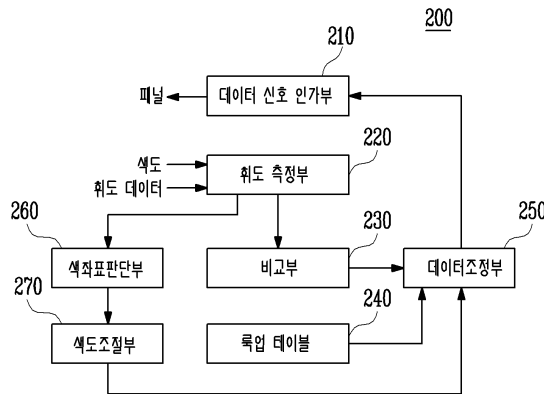 200
210
패널
데이터 신호 인가부
220
색도
휘도 데이터
휘도 측정부
260
230
250
색좌표판단부
비교부
데이터조정부
270
240
색도조절부
룩업 테이블